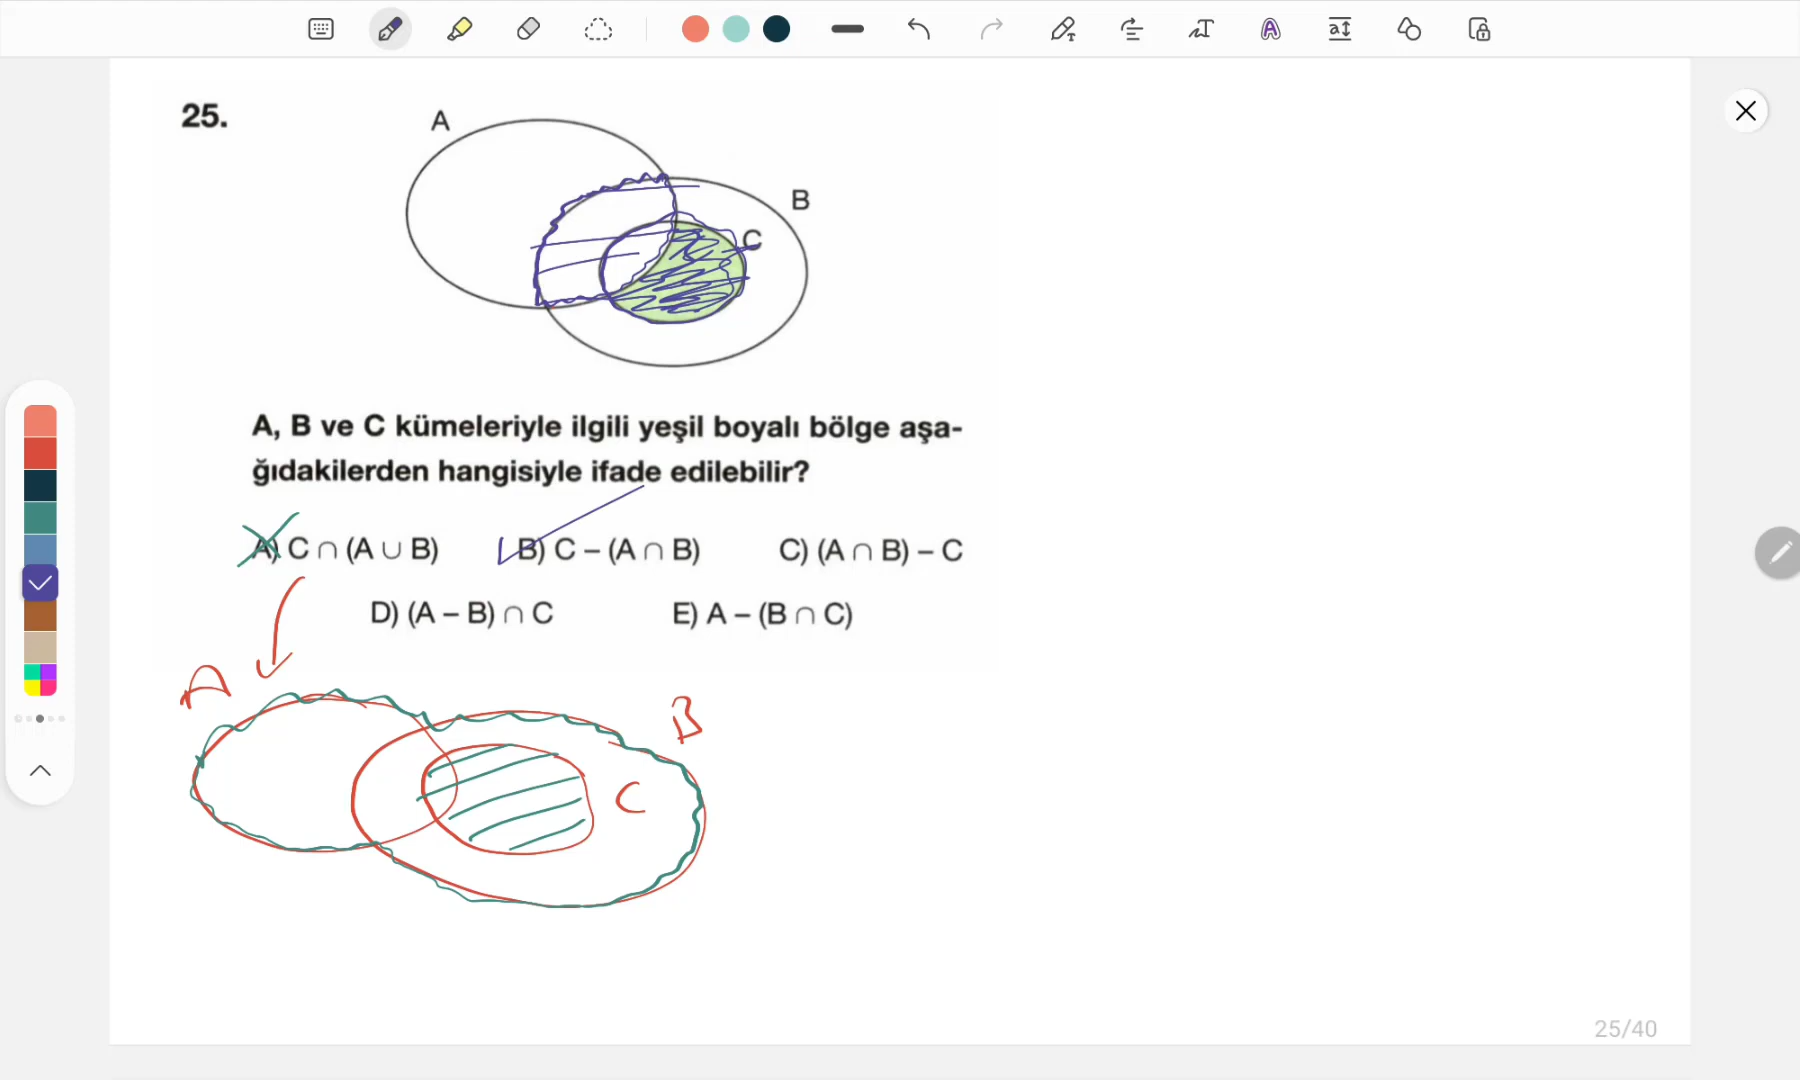 25.
A
B
C
A, B ve C kümeleriyle ilgili yeşil boyalı bölge aşa-
ğıdakilerden hangisiyle ifade edilebilir?
A) C ∩ (A ∪ B) B) C – (A ∩ B) C) (A ∩ B) – C
D) (A – B) ∩ C E) A – (B ∩ C)
A
B
C
25/40